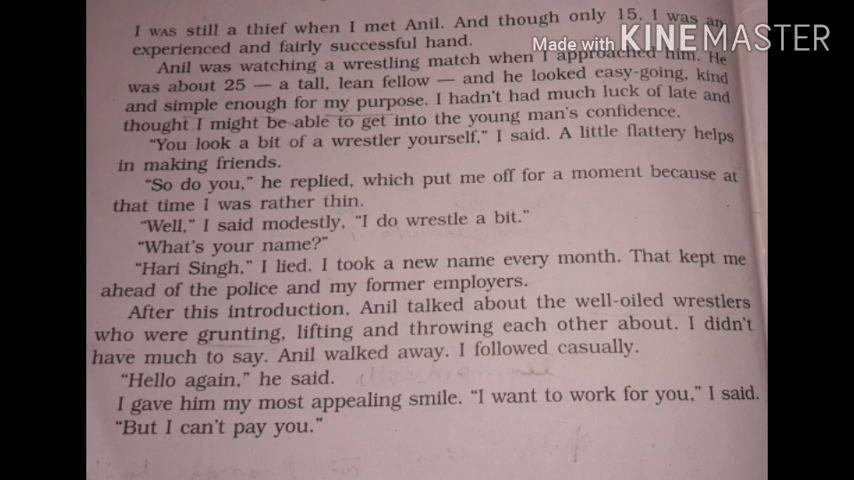 I WAS still a thief when I met Anil. And though only 15, I was an
experienced and fairly successful hand.
Made with KINEMASTER
Anil was watching a wrestling match when I approached him. He
was about 25 — a tall, lean fellow — and he looked easy-going, kind
and simple enough for my purpose. I hadn't had much luck of late and
thought I might be able to get into the young man's confidence.
"You look a bit of a wrestler yourself," I said. A little flattery helps
in making friends.
"So do you," he replied, which put me off for a moment because at
that time I was rather thin.
"Well," I said modestly, "I do wrestle a bit."
"What's your name?"
"Hari Singh," I lied. I took a new name every month. That kept me
ahead of the police and my former employers.
After this introduction, Anil talked about the well-oiled wrestlers
who were grunting, lifting and throwing each other about. I didn't
have much to say. Anil walked away. I followed casually.
"Hello again," he said.
I gave him my most appealing smile. "I want to work for you," I said.
"But I can't pay you."